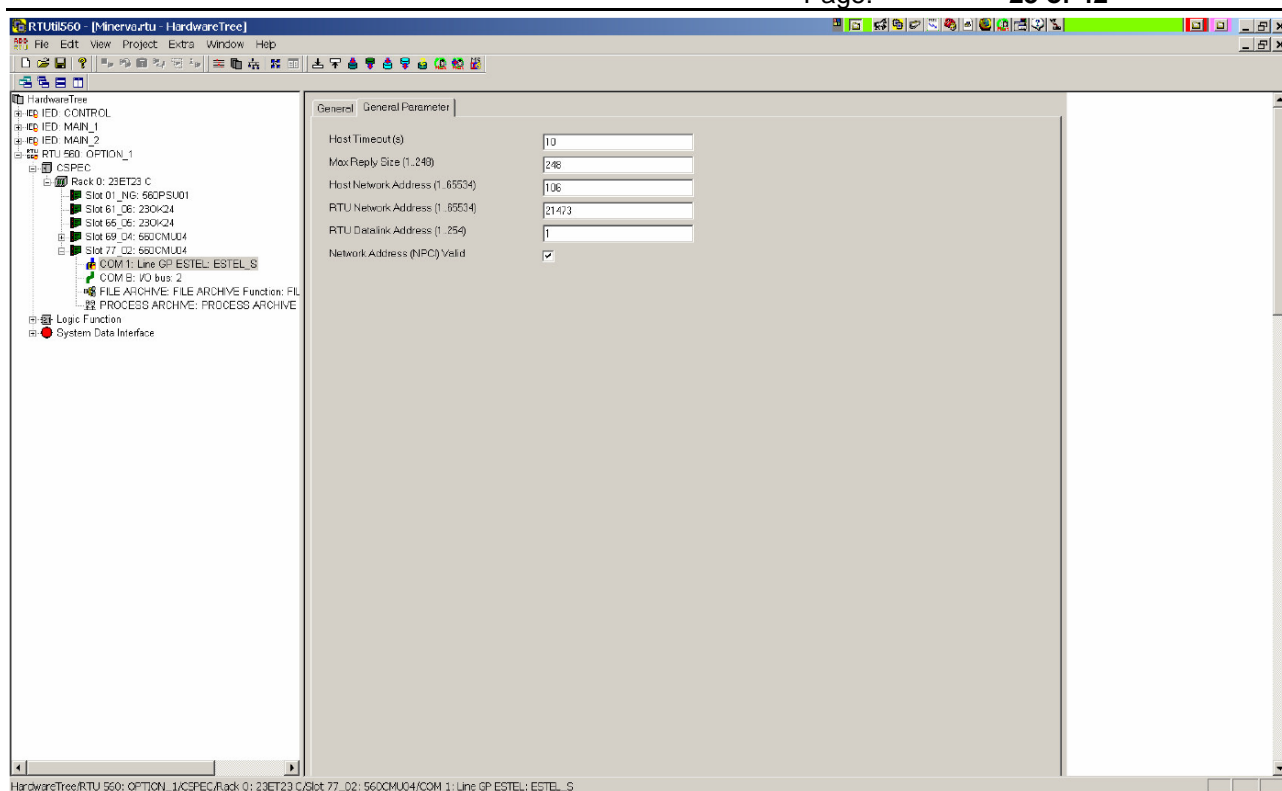 Page:
RTUtil560 - [Minerva.rtu - HardwareTree]
File Edit View Project Extra Window Help
HardwareTree
IED: CONTROL
IED: MAIN_1
IED: MAIN_2
RTU 560: OPTION_1
CSPEC
Rack 0: 23ET23 C
Slot 01_NG: 560PSU01
Slot 61_06: 23OK24
Slot 65_05: 23OK24
Slot 69_04: 560CMU04
Slot 77_02: 560CMU04
COM 1: Line GP ESTEL: ESTEL_S
COM B: I/O bus: 2
FILE ARCHIVE: FILE ARCHIVE Function: FIL
PROCESS ARCHIVE: PROCESS ARCHIVE
Logic Function
System Data Interface
General General Parameter
Host Timeout (s) 10
Max Reply Size (1..248) 248
Host Network Address (1..65534) 106
RTU Network Address (1..65534) 21473
RTU Datalink Address (1..254) 1
Network Address (NPCI) Valid
HardwareTree/RTU 560: OPTION_1/CSPEC/Rack 0: 23ET23 C/Slot 77_02: 560CMU04/COM 1: Line GP ESTEL: ESTEL_S